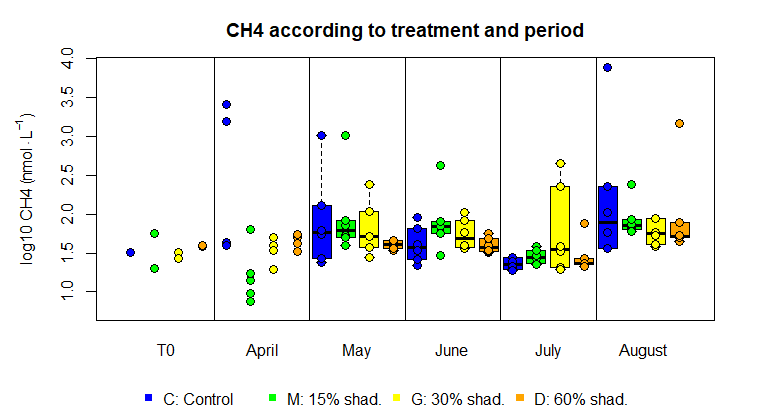 CH4 according to treatment and period
log10 CH4 (nmol · L⁻¹)
4.0
3.5
3.0
2.5
2.0
1.5
1.0
T0 April May June July August
C: Control M: 15% shad. G: 30% shad. D: 60% shad.